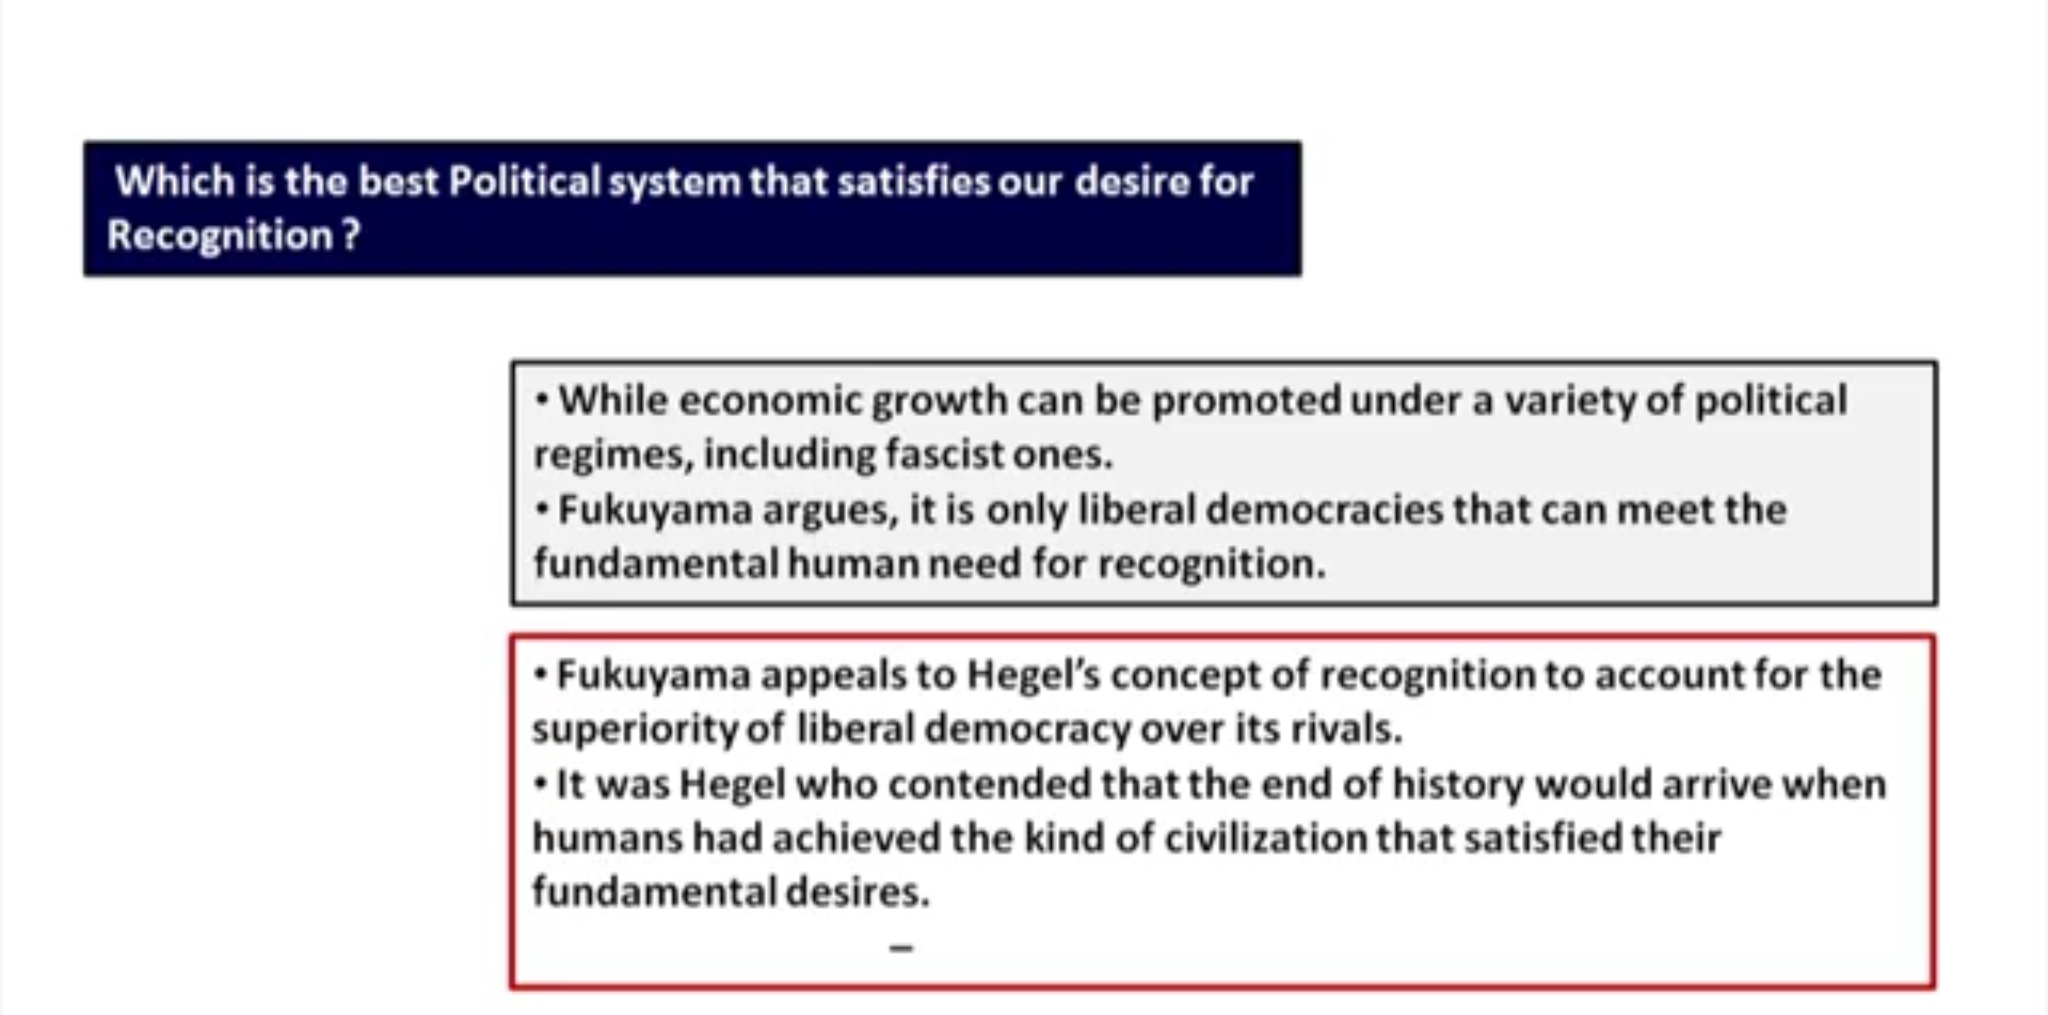 Which is the best Political system that satisfies our desire for
Recognition ?
• While economic growth can be promoted under a variety of political
regimes, including fascist ones.
• Fukuyama argues, it is only liberal democracies that can meet the
fundamental human need for recognition.
• Fukuyama appeals to Hegel’s concept of recognition to account for the
superiority of liberal democracy over its rivals.
• It was Hegel who contended that the end of history would arrive when
humans had achieved the kind of civilization that satisfied their
fundamental desires.
–